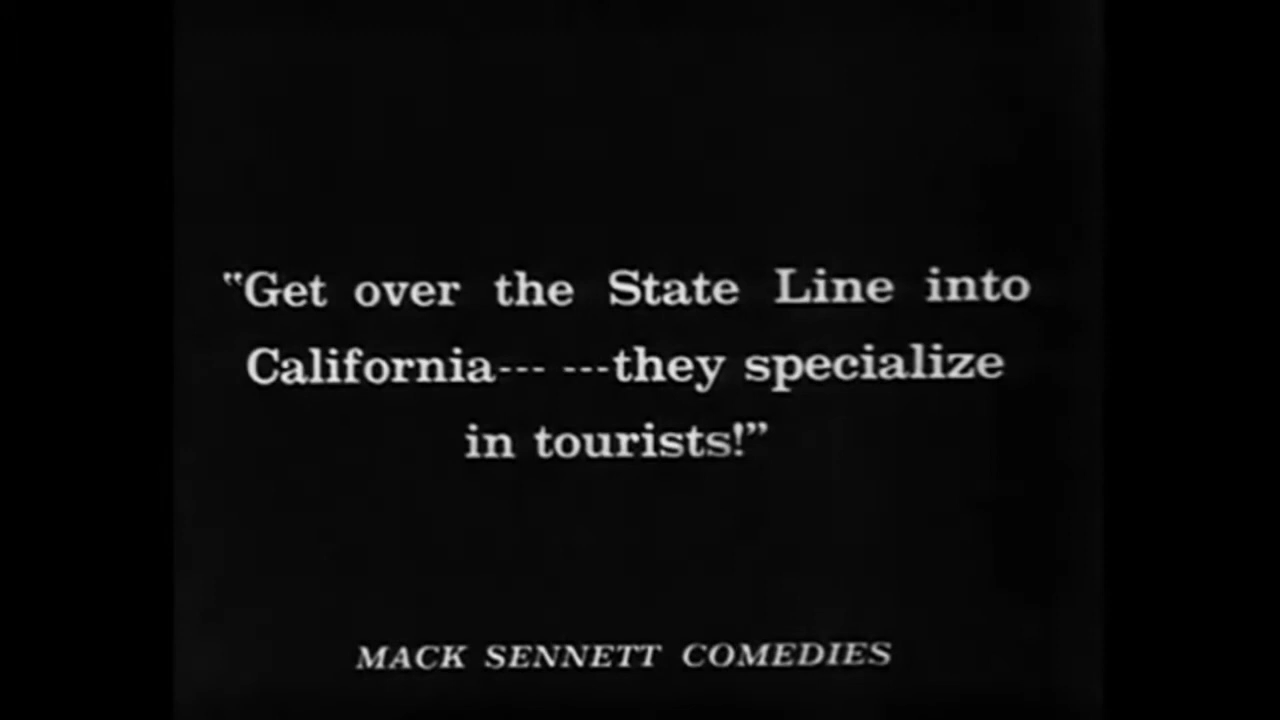 "Get over the State Line into
California--- ---they specialize
in tourists!”
MACK SENNETT COMEDIES